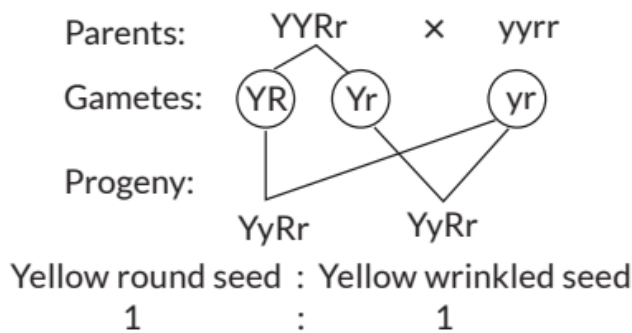 Parents: YYRr × yyrr
Gametes: YR Yr yr
Progeny:
YyRr YyRr
Yellow round seed : Yellow wrinkled seed
1 : 1